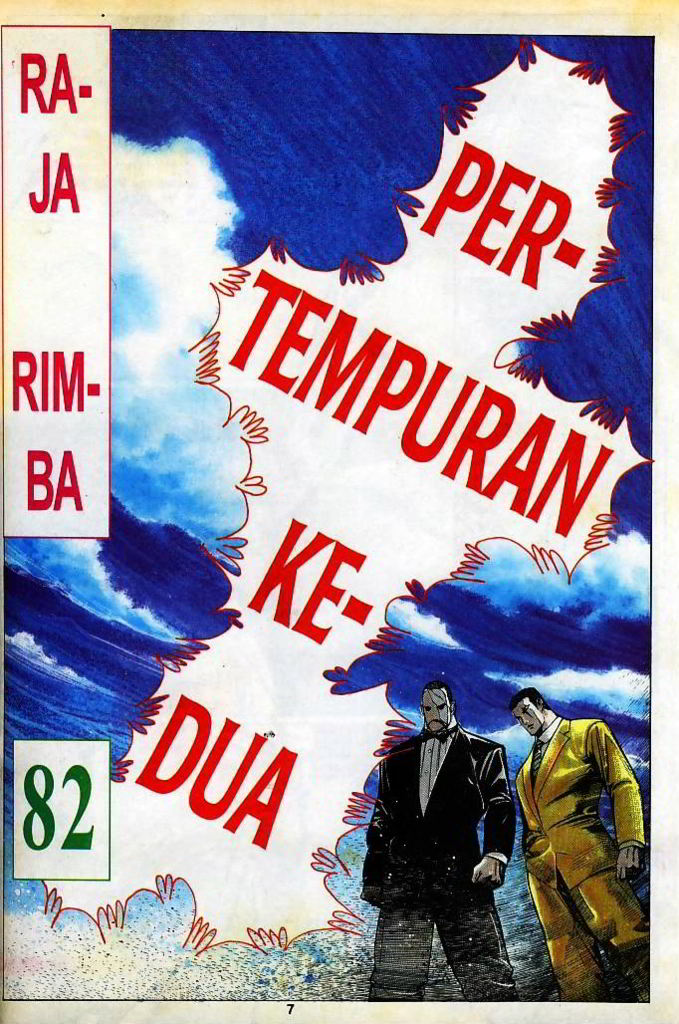 RA-
JA
RIM-
BA
PER-
TEMPURAN
KE-
DUA
82
7